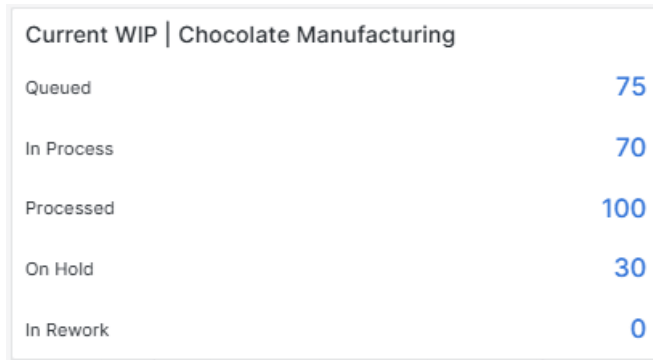 Current WIP | Chocolate Manufacturing
Queued 75
In Process 70
Processed 100
On Hold 30
In Rework 0